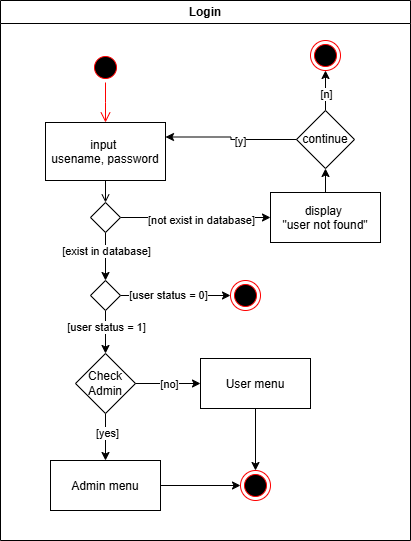 Login
[n]
input
usename, password
[y]
continue
[not exist in database]
display
"user not found"
[exist in database]
[user status = 0]
[user status = 1]
Check
Admin
[no]
User menu
[yes]
Admin menu